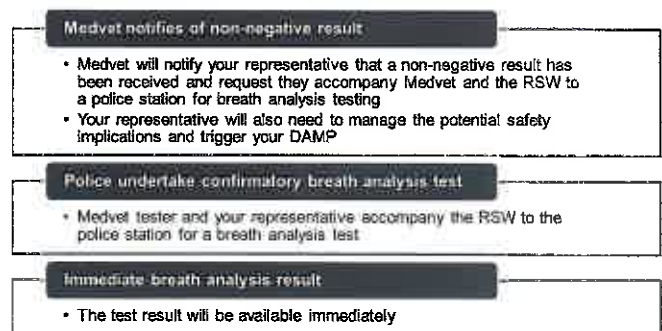 Medvet notifies of non-negative result
• Medvet will notify your representative that a non-negative result has
been received and request they accompany Medvet and the RSW to
a police station for breath analysis testing
• Your representative will also need to manage the potential safety
implications and trigger your DAMP
Police undertake confirmatory breath analysis test
• Medvet tester and your representative accompany the RSW to the
police station for a breath analysis test
Immediate breath analysis result
• The test result will be available immediately